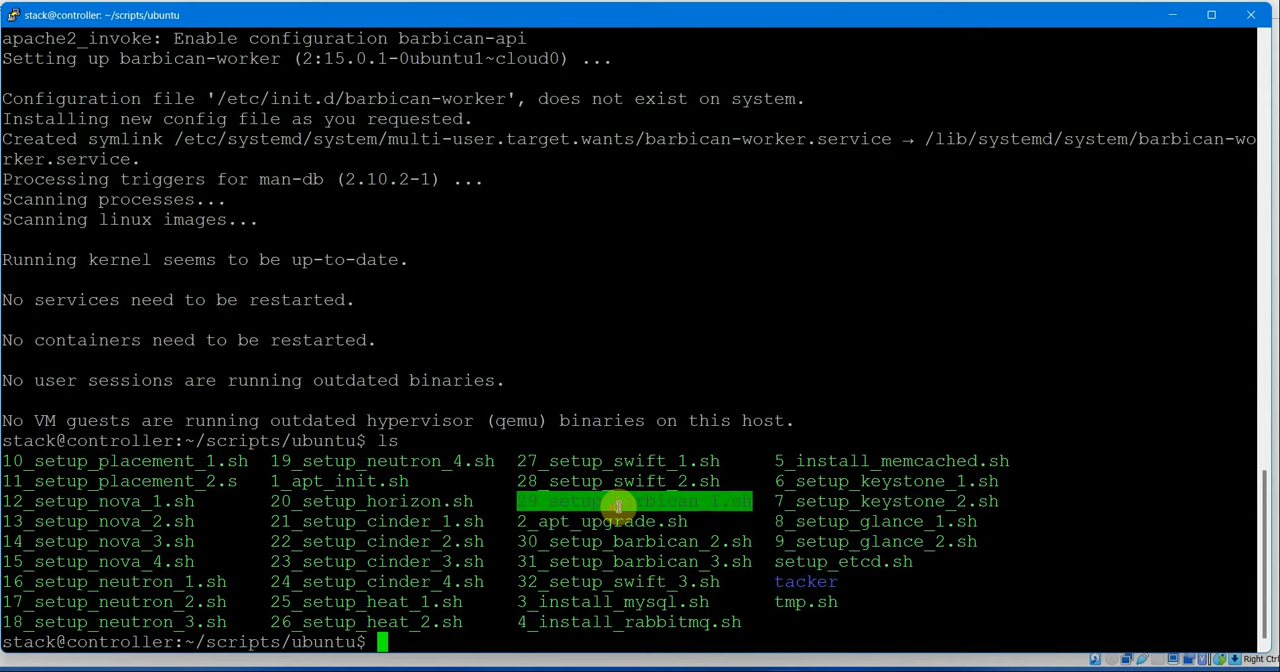 stack@controller: ~/scripts/ubuntu
apache2_invoke: Enable configuration barbican-api
Setting up barbican-worker (2:15.0.1-0ubuntu1~cloud0) ...
Configuration file '/etc/init.d/barbican-worker', does not exist on system.
Installing new config file as you requested.
Created symlink /etc/systemd/system/multi-user.target.wants/barbican-worker.service → /lib/systemd/system/barbican-wo
rker.service.
Processing triggers for man-db (2.10.2-1) ...
Scanning processes...
Scanning linux images...
Running kernel seems to be up-to-date.
No services need to be restarted.
No containers need to be restarted.
No user sessions are running outdated binaries.
No VM guests are running outdated hypervisor (qemu) binaries on this host.
stack@controller:~/scripts/ubuntu$ ls
10_setup_placement_1.sh 19_setup_neutron_4.sh 27_setup_swift_1.sh 5_install_memcached.sh
11_setup_placement_2.s 1_apt_init.sh 28_setup_swift_2.sh 6_setup_keystone_1.sh
12_setup_nova_1.sh 20_setup_horizon.sh 29_setup_barbican_1.sh 7_setup_keystone_2.sh
13_setup_nova_2.sh 21_setup_cinder_1.sh 2_apt_upgrade.sh 8_setup_glance_1.sh
14_setup_nova_3.sh 22_setup_cinder_2.sh 30_setup_barbican_2.sh 9_setup_glance_2.sh
15_setup_nova_4.sh 23_setup_cinder_3.sh 31_setup_barbican_3.sh setup_etcd.sh
16_setup_neutron_1.sh 24_setup_cinder_4.sh 32_setup_swift_3.sh tacker
17_setup_neutron_2.sh 25_setup_heat_1.sh 3_install_mysql.sh tmp.sh
18_setup_neutron_3.sh 26_setup_heat_2.sh 4_install_rabbitmq.sh
stack@controller:~/scripts/ubuntu$
Right Ctrl